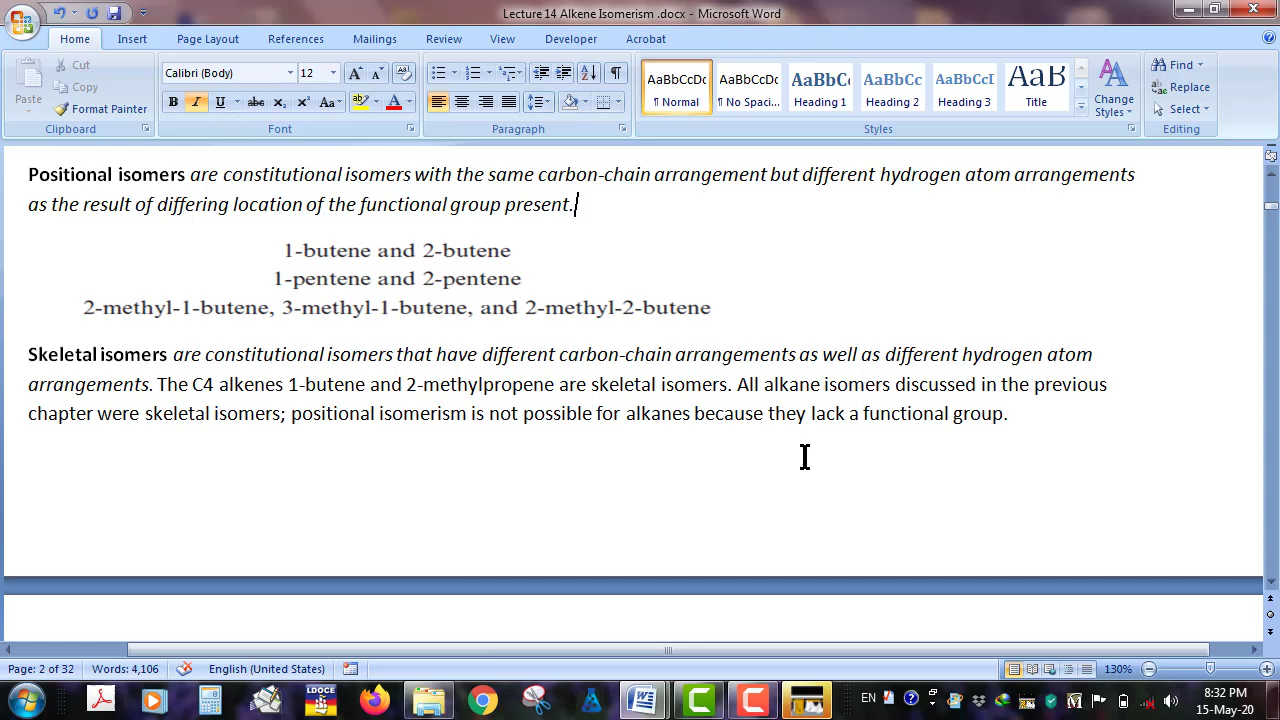 Lecture 14 Alkene Isomerism .docx - Microsoft Word
Home Insert Page Layout References Mailings Review View Developer Acrobat
Paste Cut Copy Format Painter Clipboard
Calibri (Body) 12 Font
Paragraph
AaBbCcDc ¶ Normal AaBbCcDc ¶ No Spaci... AaBbC Heading 1 AaBbCc Heading 2 AaBbCcI Heading 3 AaB Title Change Styles Styles
Find Replace Select Editing
Positional isomers are constitutional isomers with the same carbon-chain arrangement but different hydrogen atom arrangements
as the result of differing location of the functional group present.
1-butene and 2-butene
1-pentene and 2-pentene
2-methyl-1-butene, 3-methyl-1-butene, and 2-methyl-2-butene
Skeletal isomers are constitutional isomers that have different carbon-chain arrangements as well as different hydrogen atom
arrangements. The C4 alkenes 1-butene and 2-methylpropene are skeletal isomers. All alkane isomers discussed in the previous
chapter were skeletal isomers; positional isomerism is not possible for alkanes because they lack a functional group.
Page: 2 of 32 Words: 4,106 English (United States) 130%
LDOCE EN 8:32 PM
15-May-20